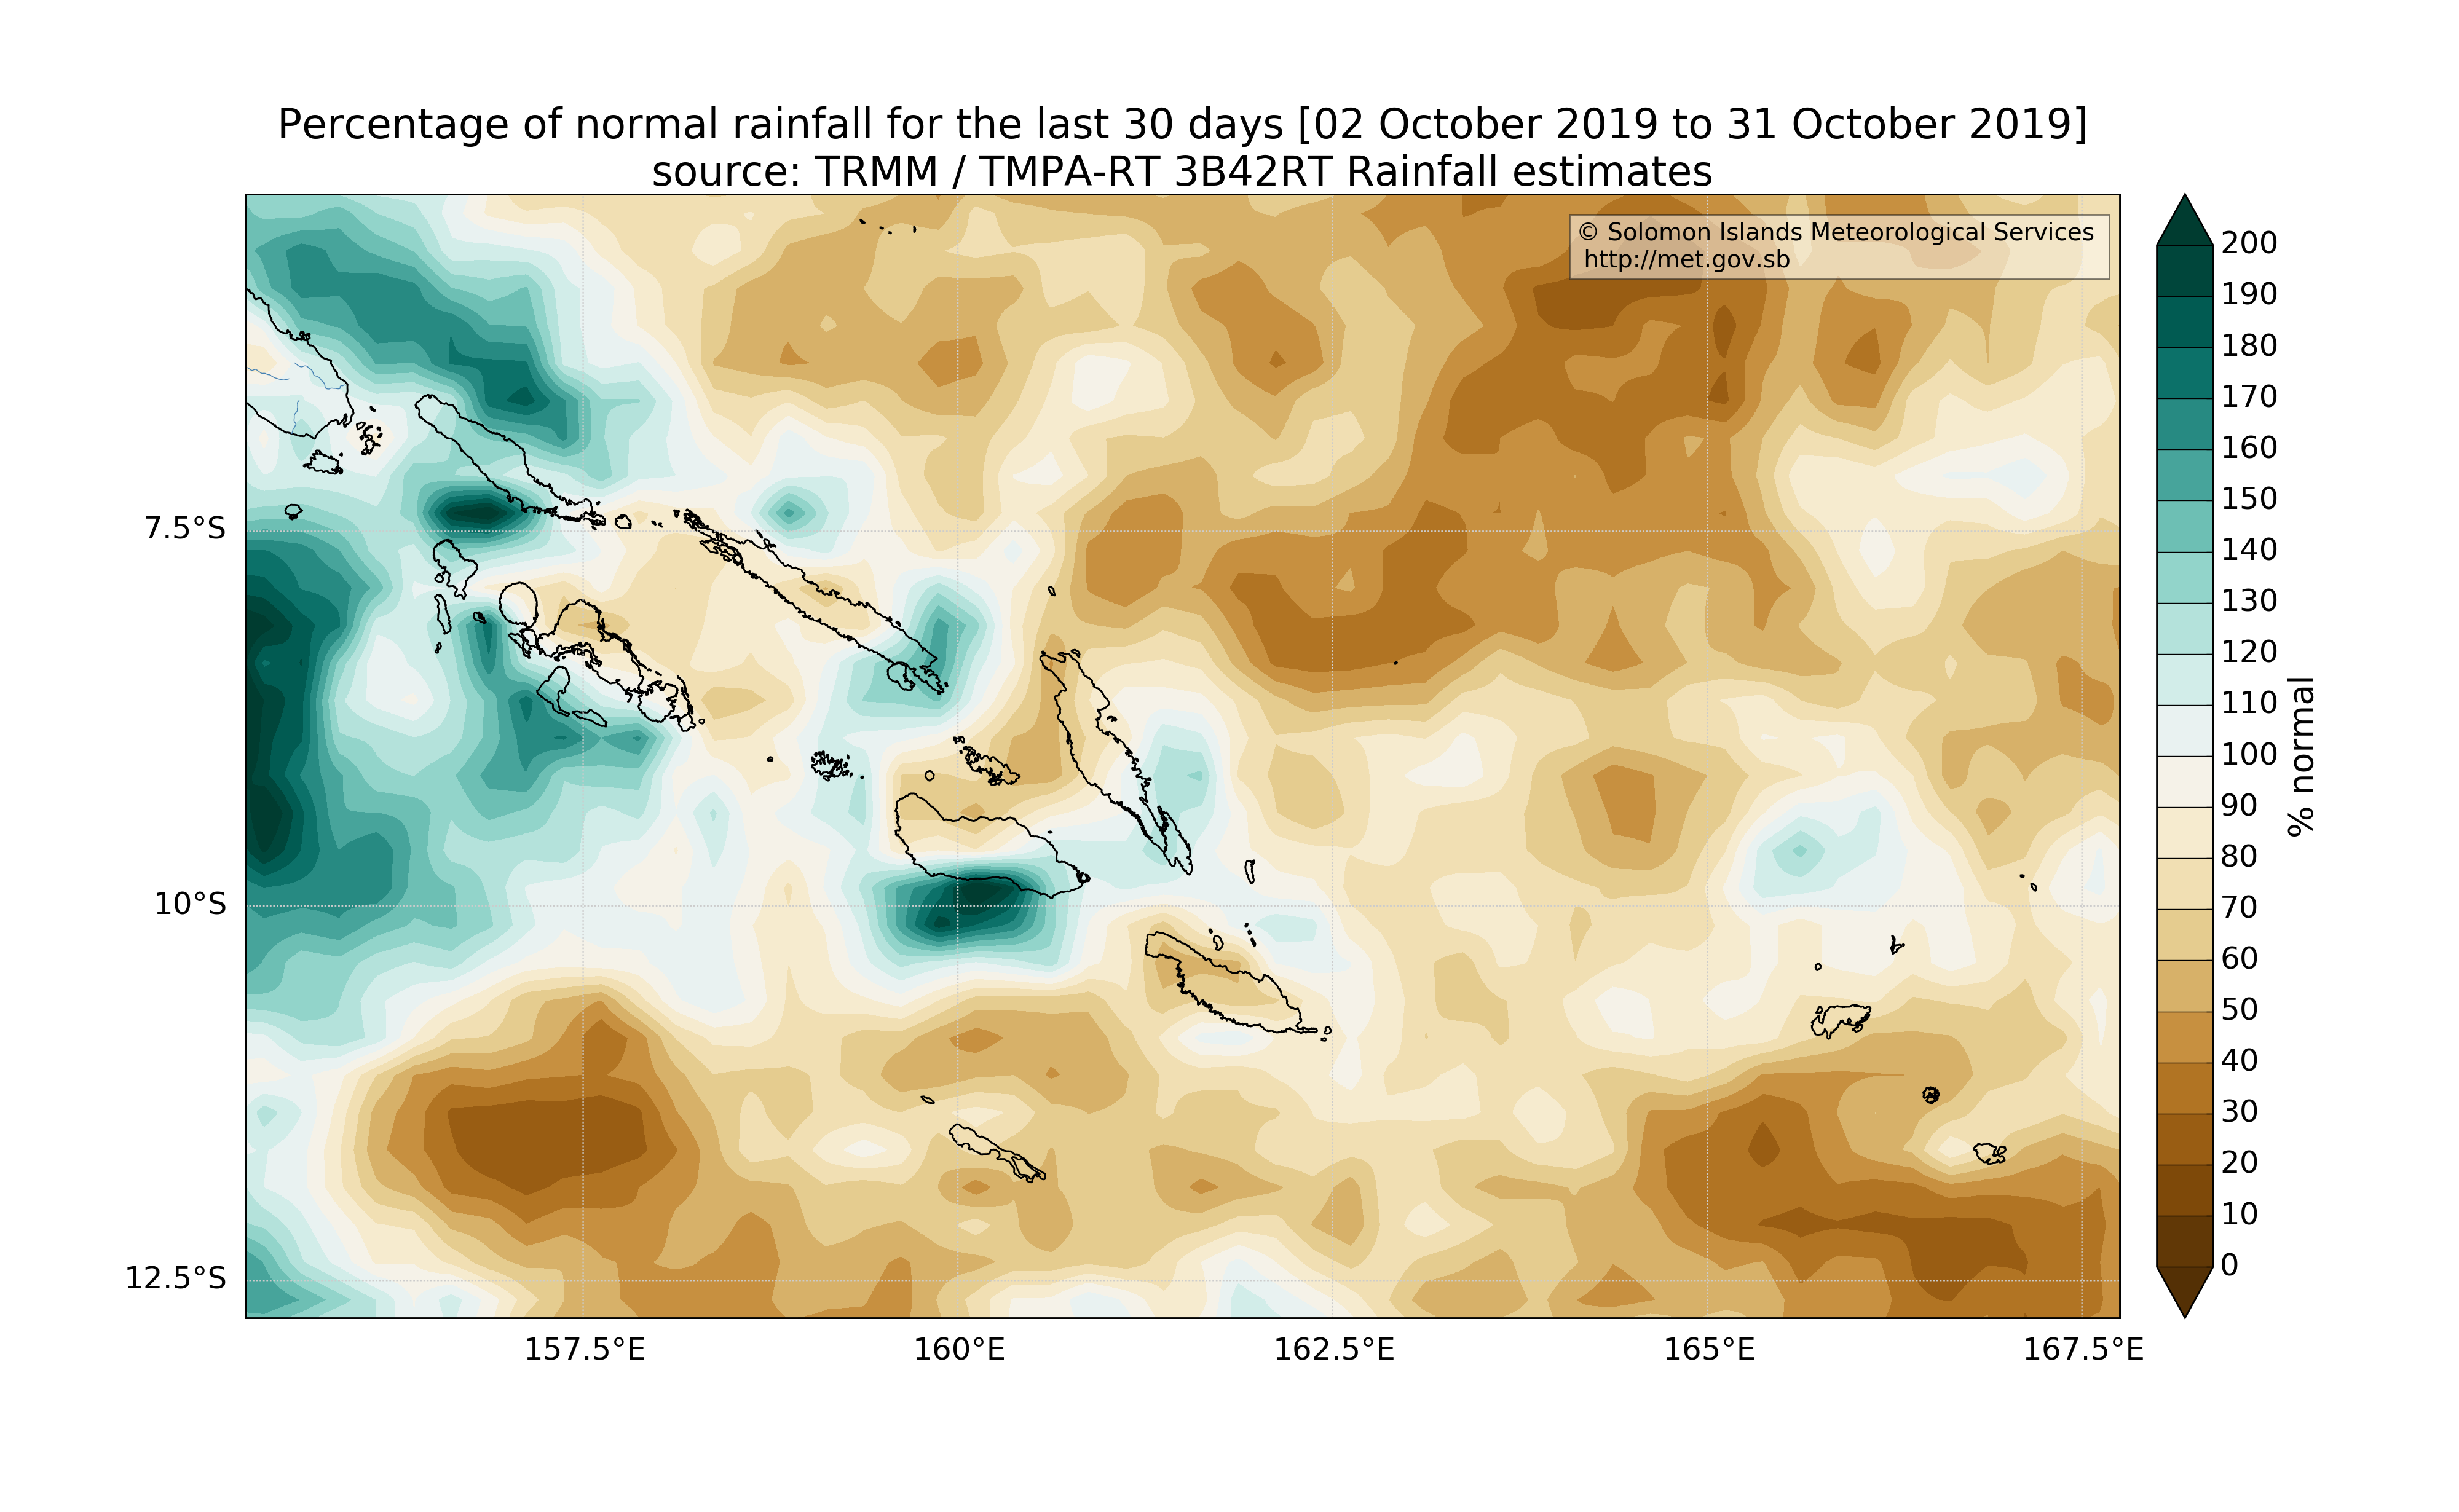 Percentage of normal rainfall for the last 30 days [02 October 2019 to 31 October 2019]
source: TRMM / TMPA-RT 3B42RT Rainfall estimates
© Solomon Islands Meteorological Services
http://met.gov.sb
7.5°S
10°S
12.5°S
157.5°E
160°E
162.5°E
165°E
167.5°E
200
190
180
170
160
150
140
130
120
110
100
90
80
70
60
50
40
30
20
10
0
% normal